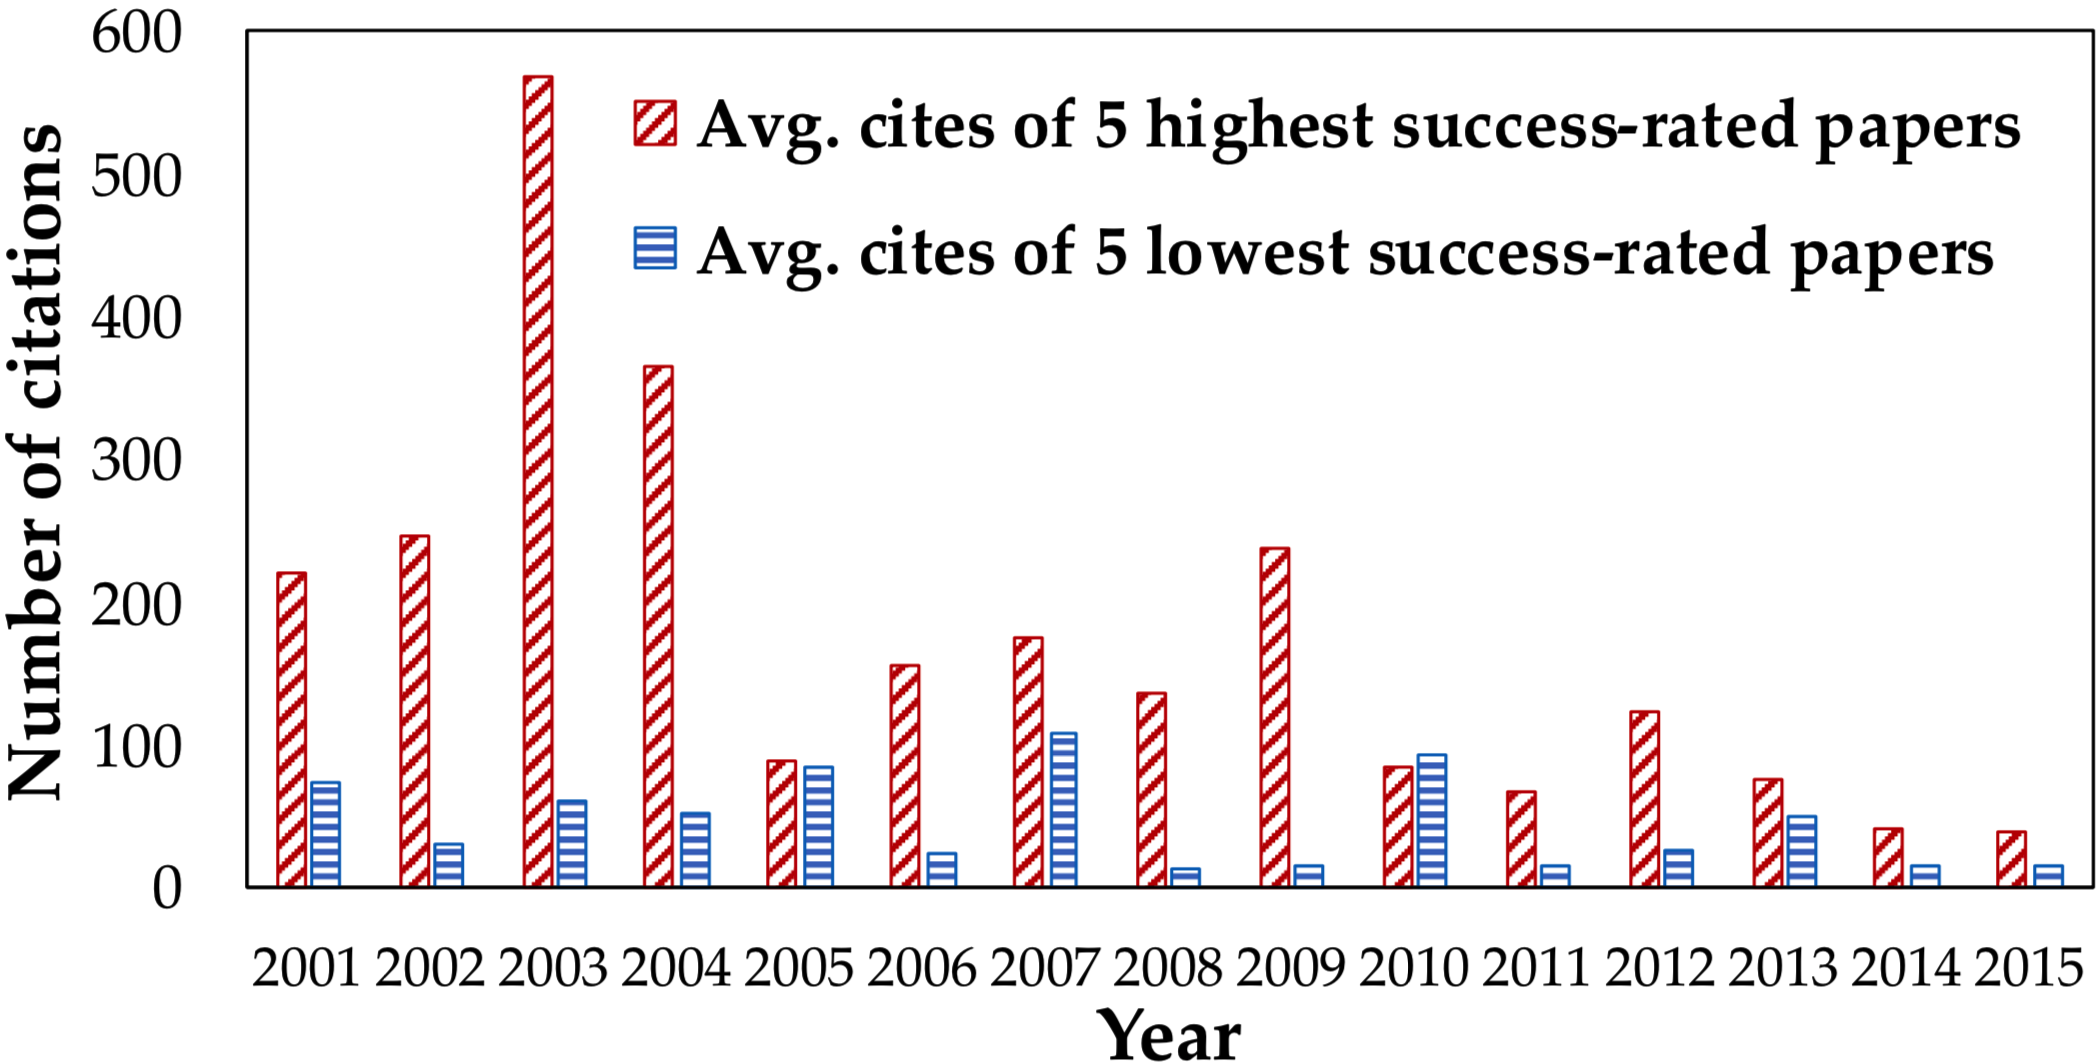 600
500
400
300
200
100
0
Number of citations
Avg. cites of 5 highest success-rated papers
Avg. cites of 5 lowest success-rated papers
2001 2002 2003 2004 2005 2006 2007 2008 2009 2010 2011 2012 2013 2014 2015
Year